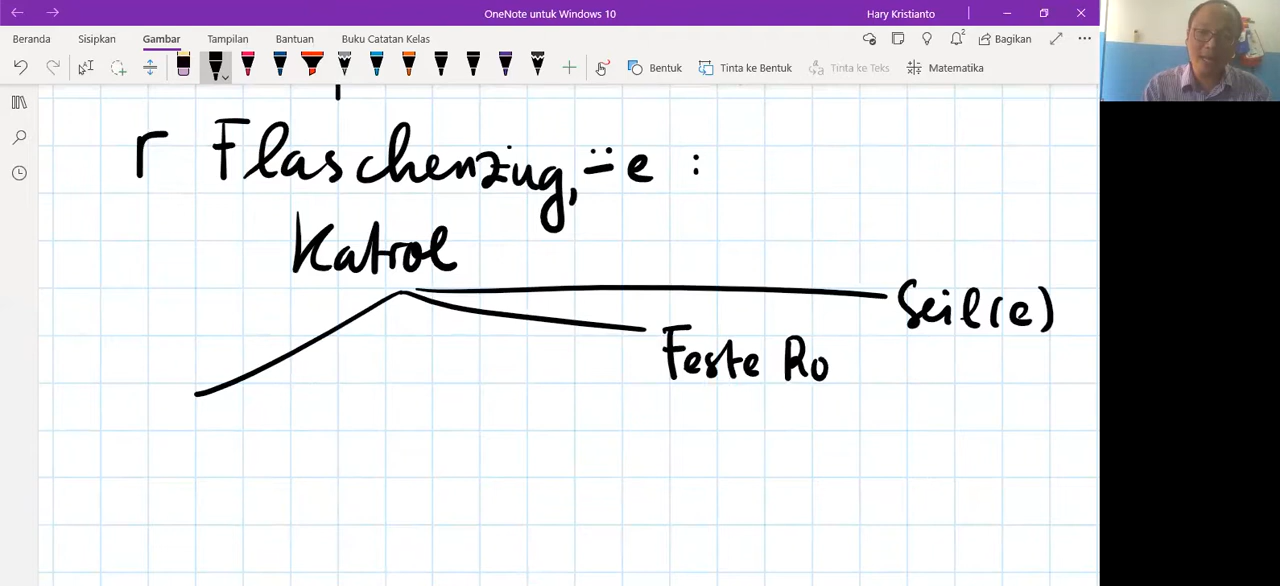 OneNote untuk Windows 10
Hary Kristianto
Beranda Sisipkan Gambar Tampilan Bantuan Buku Catatan Kelas
2 Bagikan
Bentuk Tinta ke Bentuk Tinta ke Teks Matematika
r Flaschenzug, -̈e :
Katrol
Seil(e)
Feste Ro